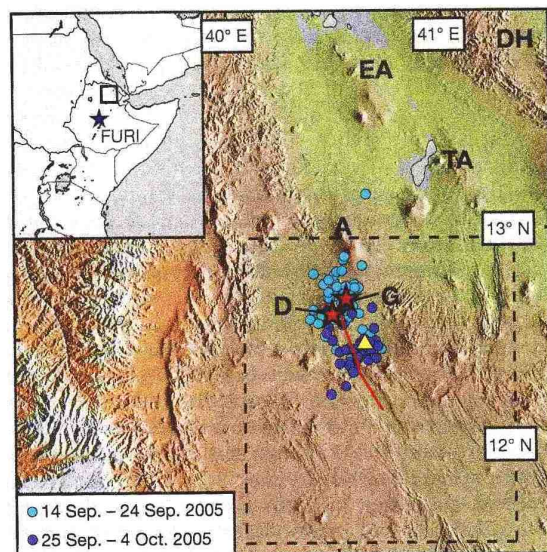 40° E
41° E
DH
EA
FURI
TA
13° N
A
D
G
12° N
14 Sep. – 24 Sep. 2005
25 Sep. – 4 Oct. 2005